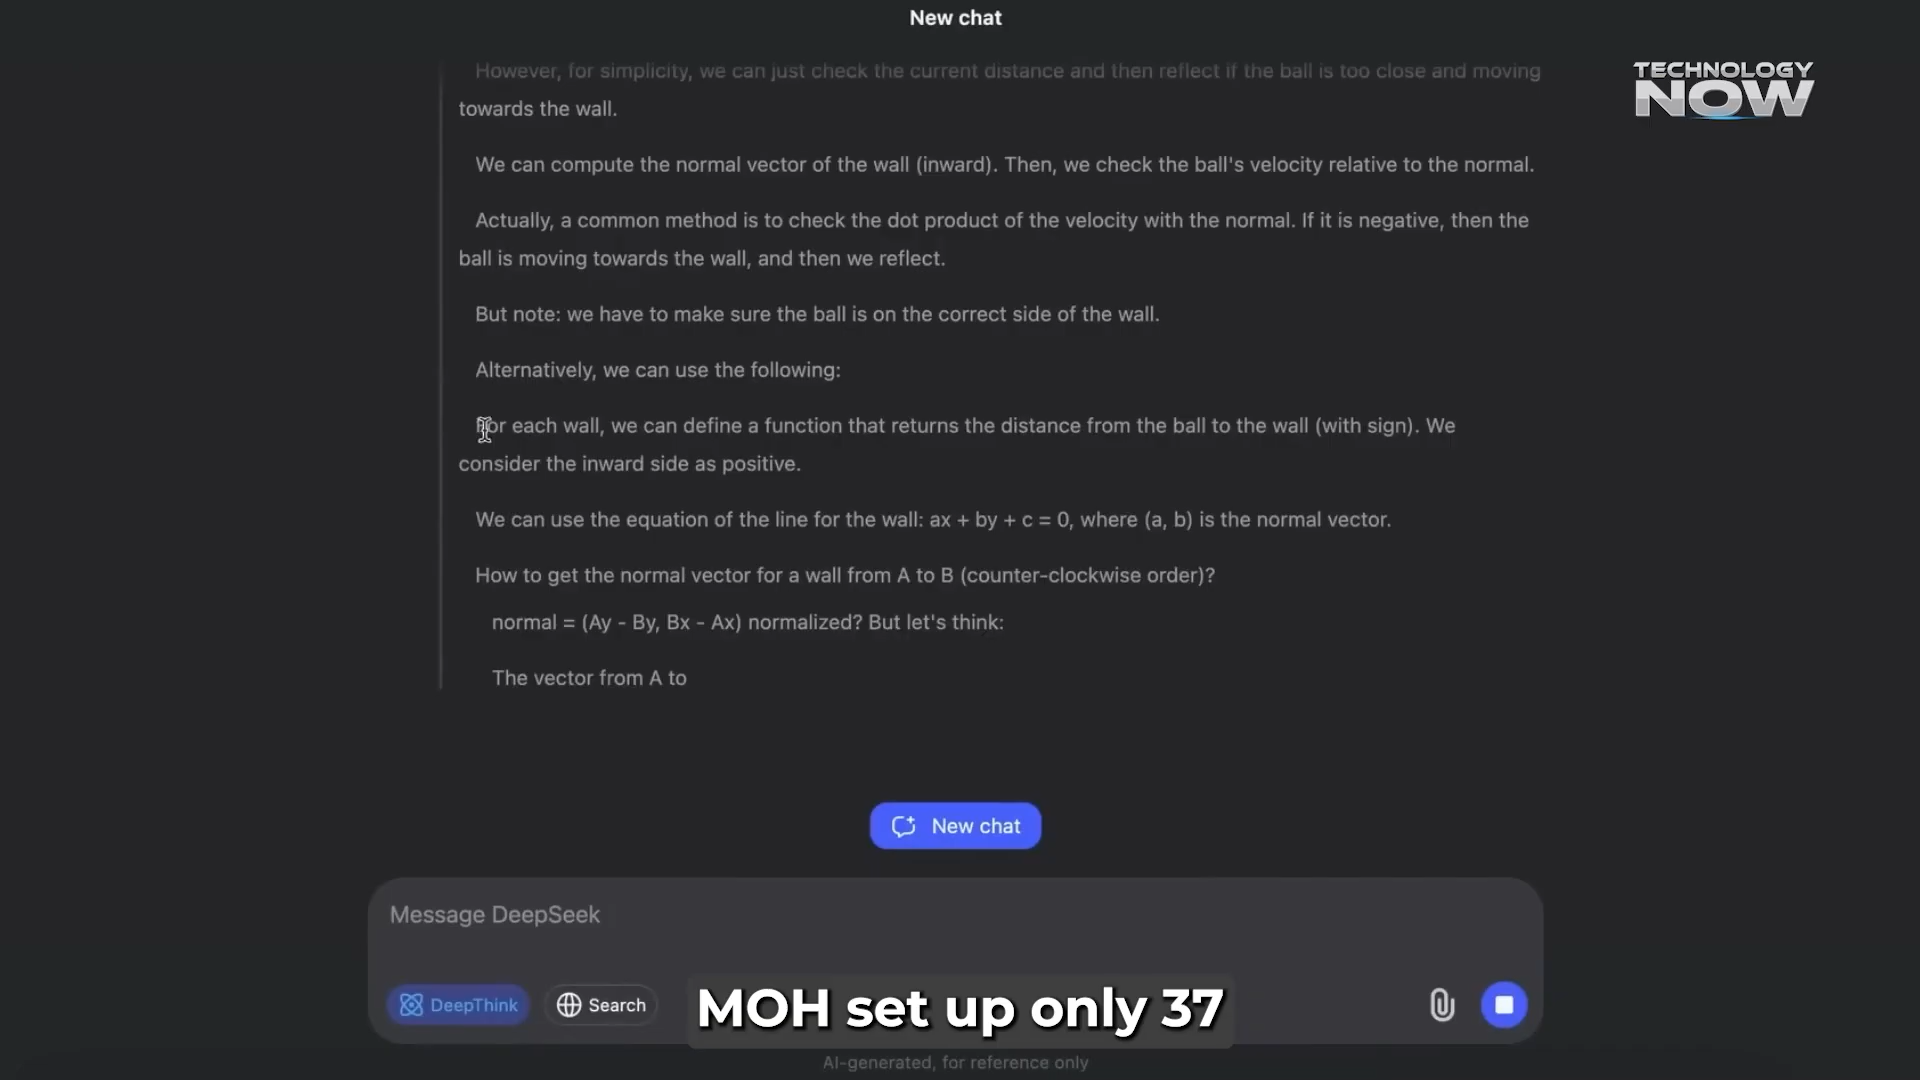 New chat
TECHNOLOGY
NOW
However, for simplicity, we can just check the current distance and then reflect if the ball is too close and moving
towards the wall.
We can compute the normal vector of the wall (inward). Then, we check the ball's velocity relative to the normal.
Actually, a common method is to check the dot product of the velocity with the normal. If it is negative, then the
ball is moving towards the wall, and then we reflect.
But note: we have to make sure the ball is on the correct side of the wall.
Alternatively, we can use the following:
For each wall, we can define a function that returns the distance from the ball to the wall (with sign). We
consider the inward side as positive.
We can use the equation of the line for the wall: ax + by + c = 0, where (a, b) is the normal vector.
How to get the normal vector for a wall from A to B (counter-clockwise order)?
normal = (Ay - By, Bx - Ax) normalized? But let's think:
The vector from A to
New chat
Message DeepSeek
DeepThink
Search
MOH set up only 37
AI-generated, for reference only